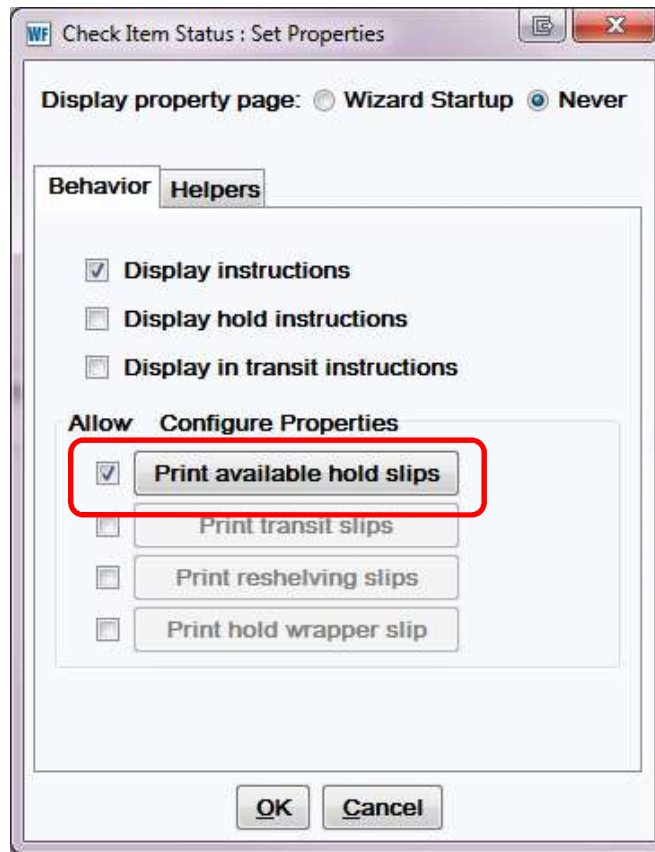 WF Check Item Status : Set Properties
Display property page: Wizard Startup Never
Behavior Helpers
Display instructions
Display hold instructions
Display in transit instructions
Allow Configure Properties
Print available hold slips
Print transit slips
Print reshelving slips
Print hold wrapper slip
OK Cancel